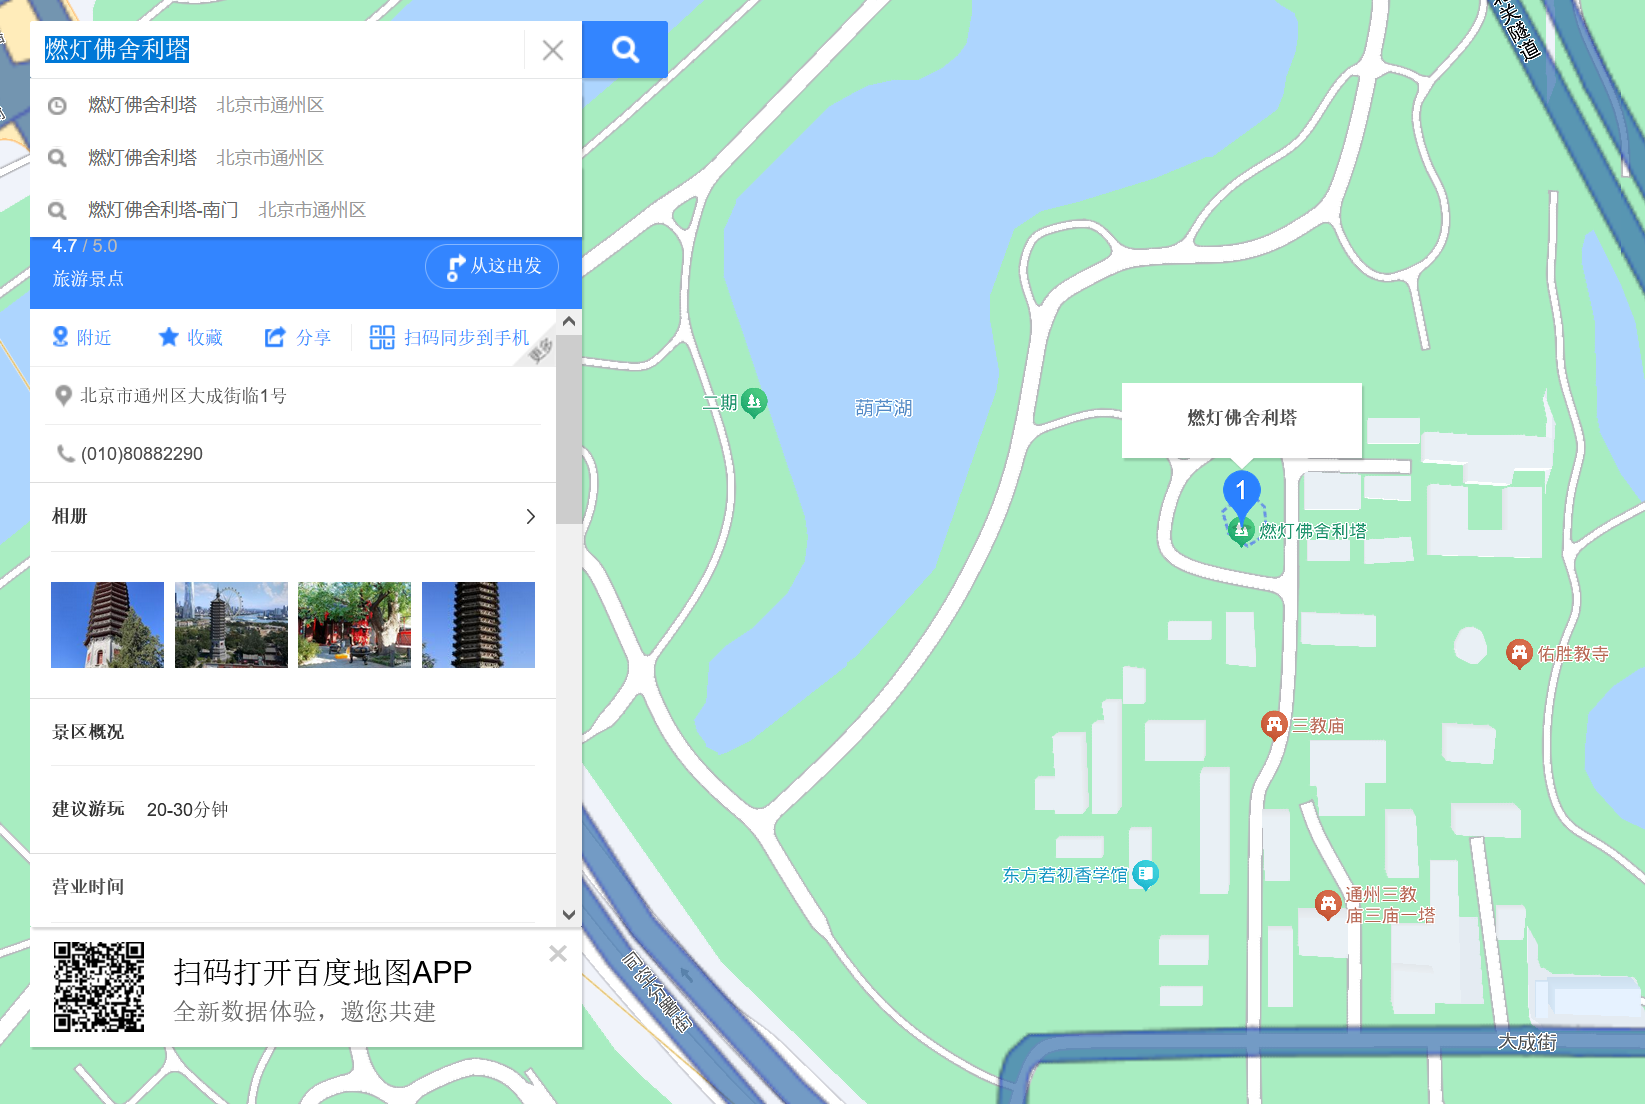 燃灯佛舍利塔
燃灯佛舍利塔 北京市通州区
燃灯佛舍利塔 北京市通州区
燃灯佛舍利塔-南门 北京市通州区
4.7 / 5.0
旅游景点
从这出发
附近
收藏
分享
扫码同步到手机
更多
北京市通州区大成街临1号
(010)80882290
相册
景区概况
建议游玩 20-30分钟
营业时间
扫码打开百度地图APP
全新数据体验，邀您共建
关隧道
二期
葫芦湖
燃灯佛舍利塔
1
燃灯佛舍利塔
佑胜教寺
三教庙
东方若初香学馆
通州三教
庙三庙一塔
大成街